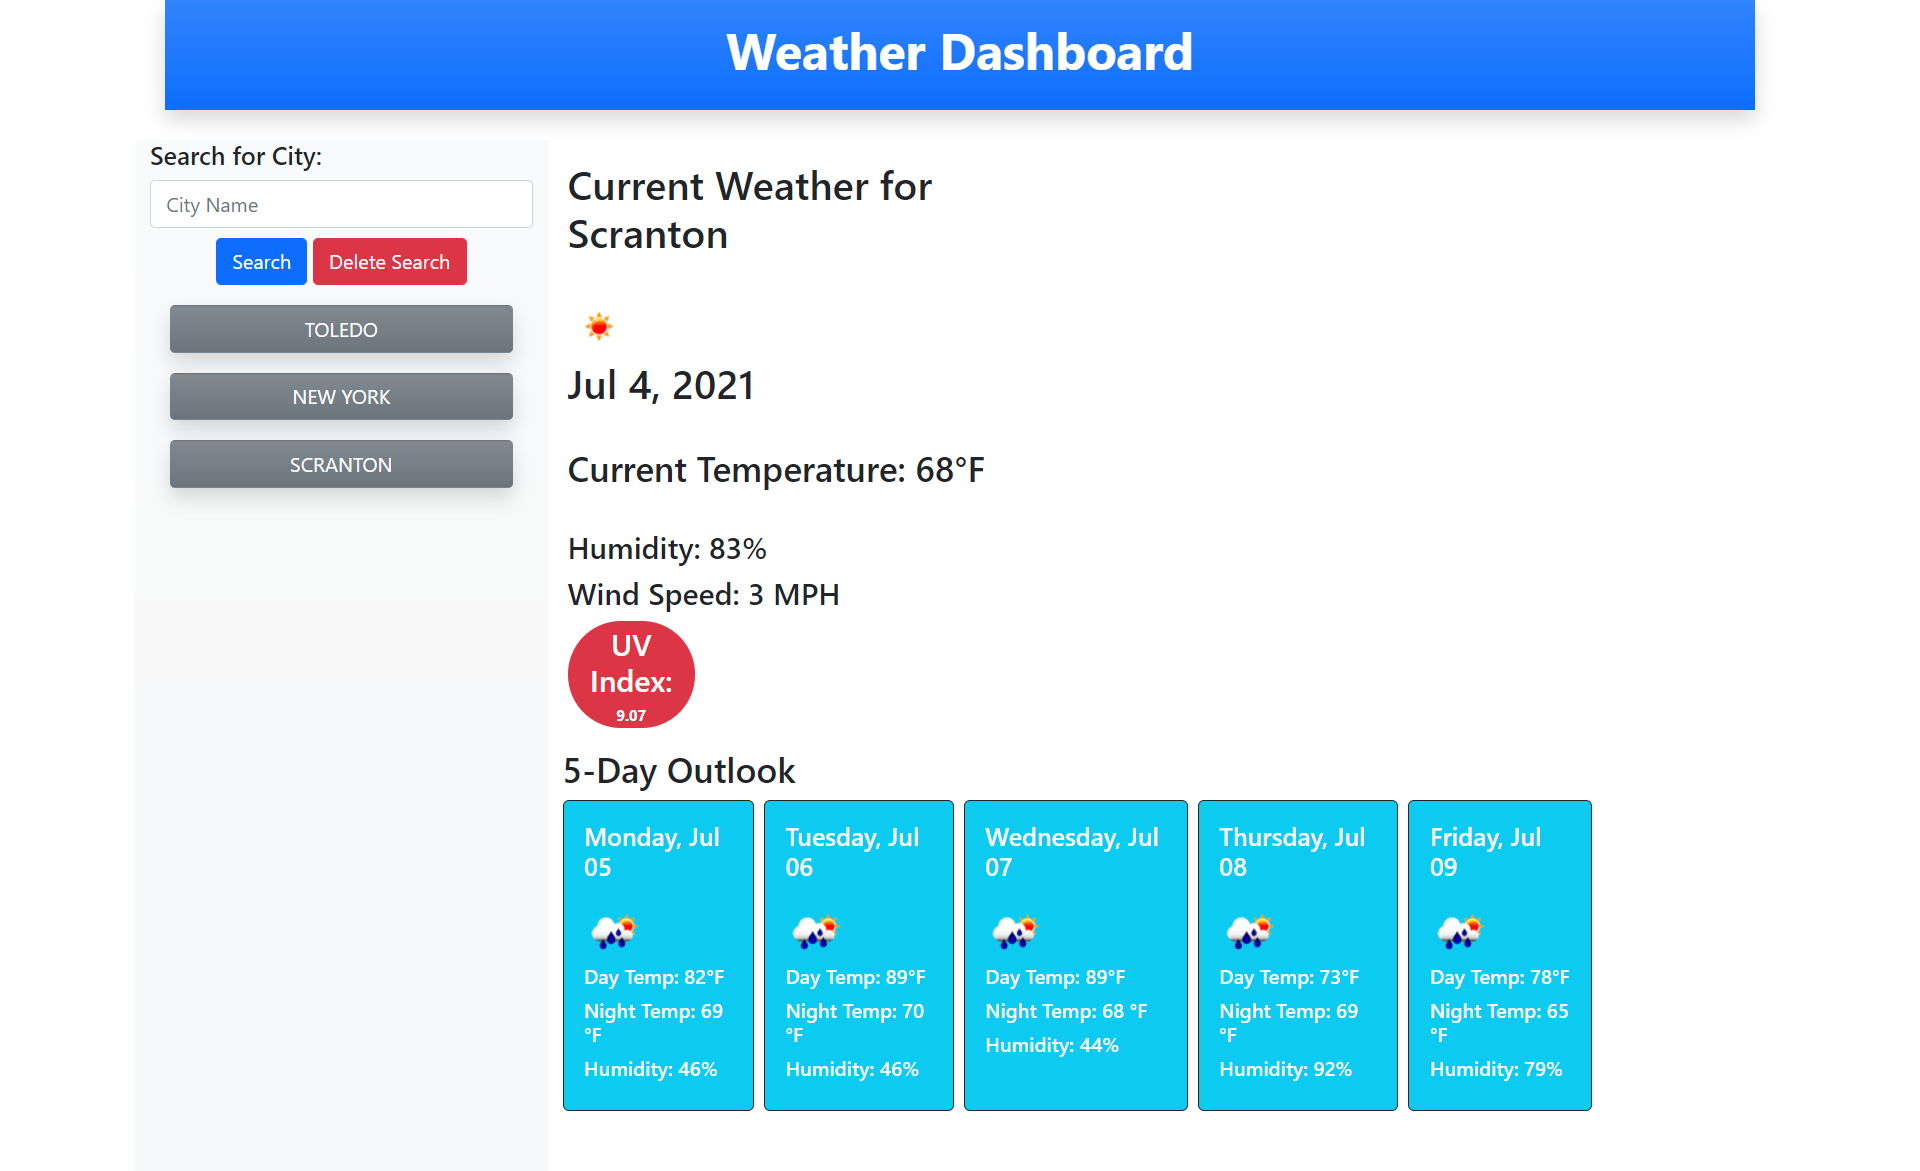 Weather Dashboard
Search for City:
City Name
Search
Delete Search
TOLEDO
NEW YORK
SCRANTON
Current Weather for
Scranton
Jul 4, 2021
Current Temperature: 68°F
Humidity: 83%
Wind Speed: 3 MPH
UV
Index:
9.07
5-Day Outlook
Monday, Jul
05
Day Temp: 82°F
Night Temp: 69
°F
Humidity: 46%
Tuesday, Jul
06
Day Temp: 89°F
Night Temp: 70
°F
Humidity: 46%
Wednesday, Jul
07
Day Temp: 89°F
Night Temp: 68 °F
Humidity: 44%
Thursday, Jul
08
Day Temp: 73°F
Night Temp: 69
°F
Humidity: 92%
Friday, Jul
09
Day Temp: 78°F
Night Temp: 65
°F
Humidity: 79%